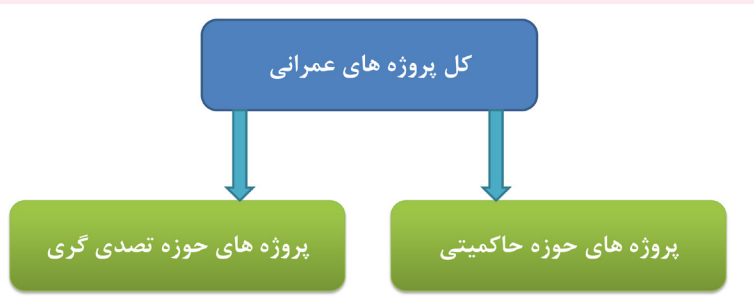 کل پروژه های عمرانی
پروژه های حوزه حاکمیتی
پروژه های حوزه تصدی گری